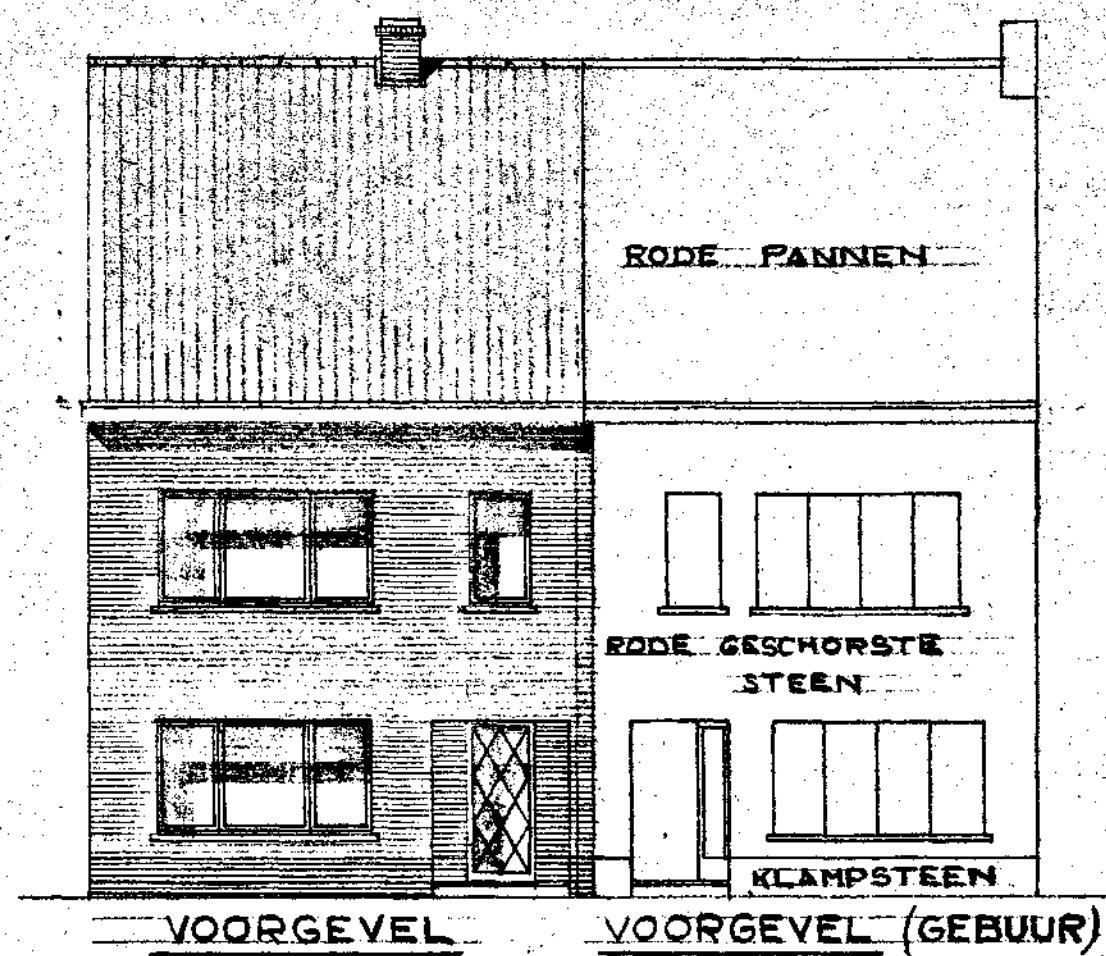 RODE PANNEN
RODE GESCHORSTE
STEEN
KLAMPSTEEN
VOORGEVEL
VOORGEVEL (GEBUUR)